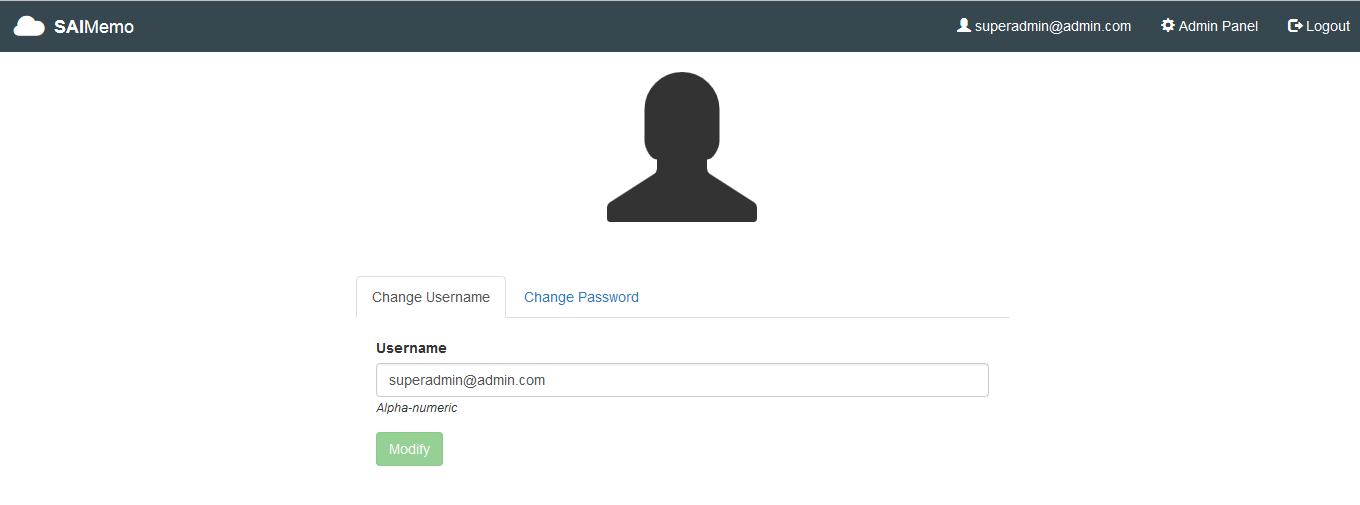 SAIMemo superadmin@admin.com Admin Panel Logout
Change Username Change Password
Username
superadmin@admin.com
Alpha-numeric
Modify